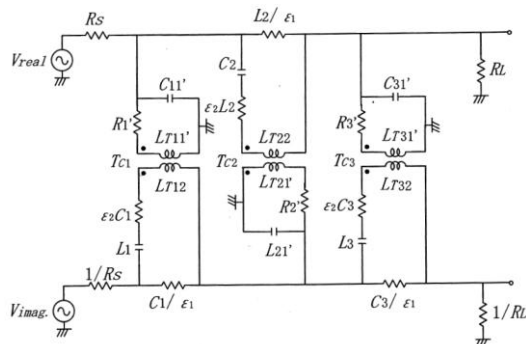 Rs
L2/ ε1
Vreal
C2
C11'
C31'
RL
R1'
ε2L2
R3'
LT11'
LT22
LT31'
TC1
TC2
TC3
LT12
LT21'
LT32
ε2C1
R2'
ε2C3
L1
L21'
L3
1/Rs
Vimag.
C1/ ε1
C3/ ε1
1/RL